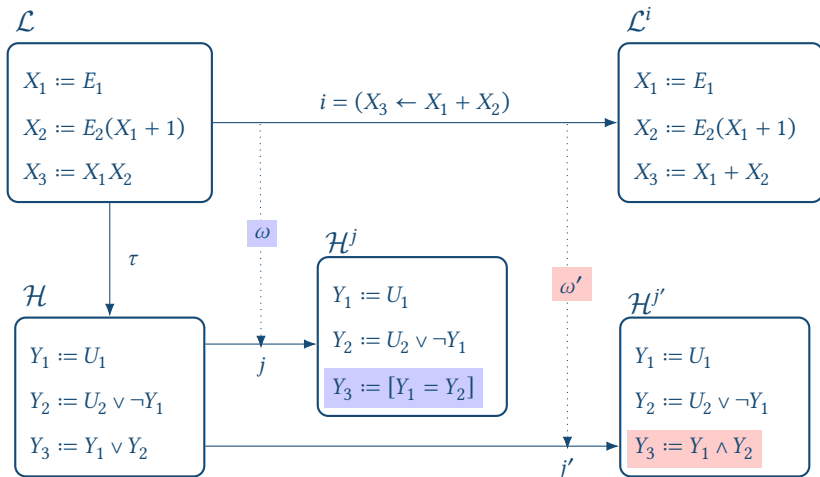 ℒ
X₁ ≔ E₁
X₂ ≔ E₂(X₁ + 1)
X₃ ≔ X₁X₂
i = (X₃ ← X₁ + X₂)
ℒⁱ
X₁ ≔ E₁
X₂ ≔ E₂(X₁ + 1)
X₃ ≔ X₁ + X₂
τ
ω
ω′
ℋʲ
Y₁ ≔ U₁
Y₂ ≔ U₂ ∨ ¬Y₁
Y₃ ≔ [Y₁ = Y₂]
ℋ
Y₁ ≔ U₁
Y₂ ≔ U₂ ∨ ¬Y₁
Y₃ ≔ Y₁ ∨ Y₂
j
j′
ℋʲ′
Y₁ ≔ U₁
Y₂ ≔ U₂ ∨ ¬Y₁
Y₃ ≔ Y₁ ∧ Y₂